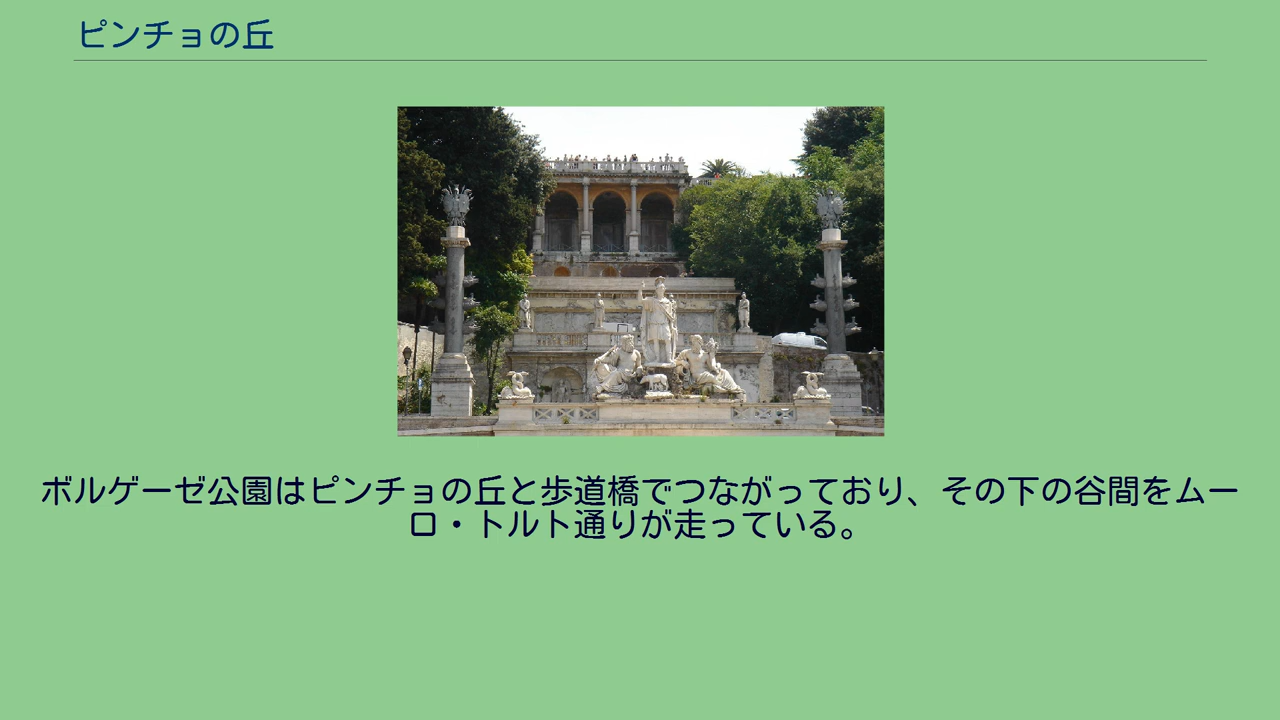 ピンチョの丘
ボルゲーゼ公園はピンチョの丘と歩道橋でつながっており、その下の谷間をムー
ロ・トルト通りが走っている。